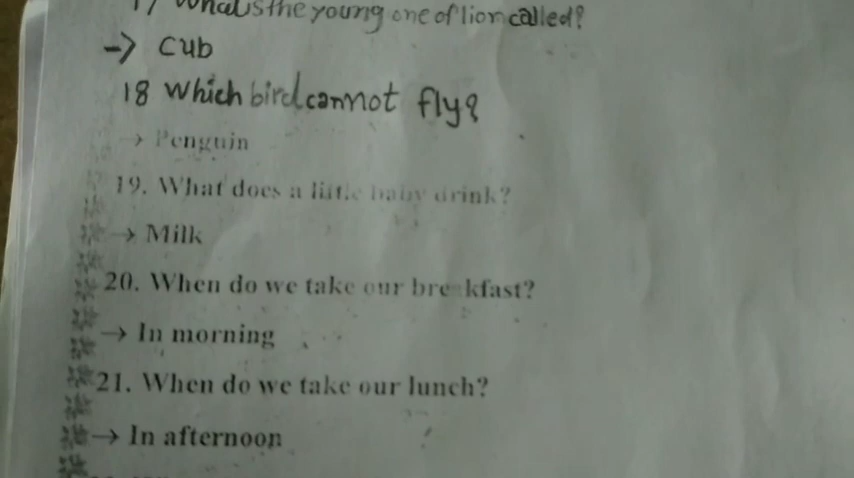 17 What is the young one of lion called?
-> Cub
18 Which bird cannot fly?
→ Penguin
19. What does a little baby drink?
→ Milk
20. When do we take our breakfast?
→ In morning
21. When do we take our lunch?
→ In afternoon